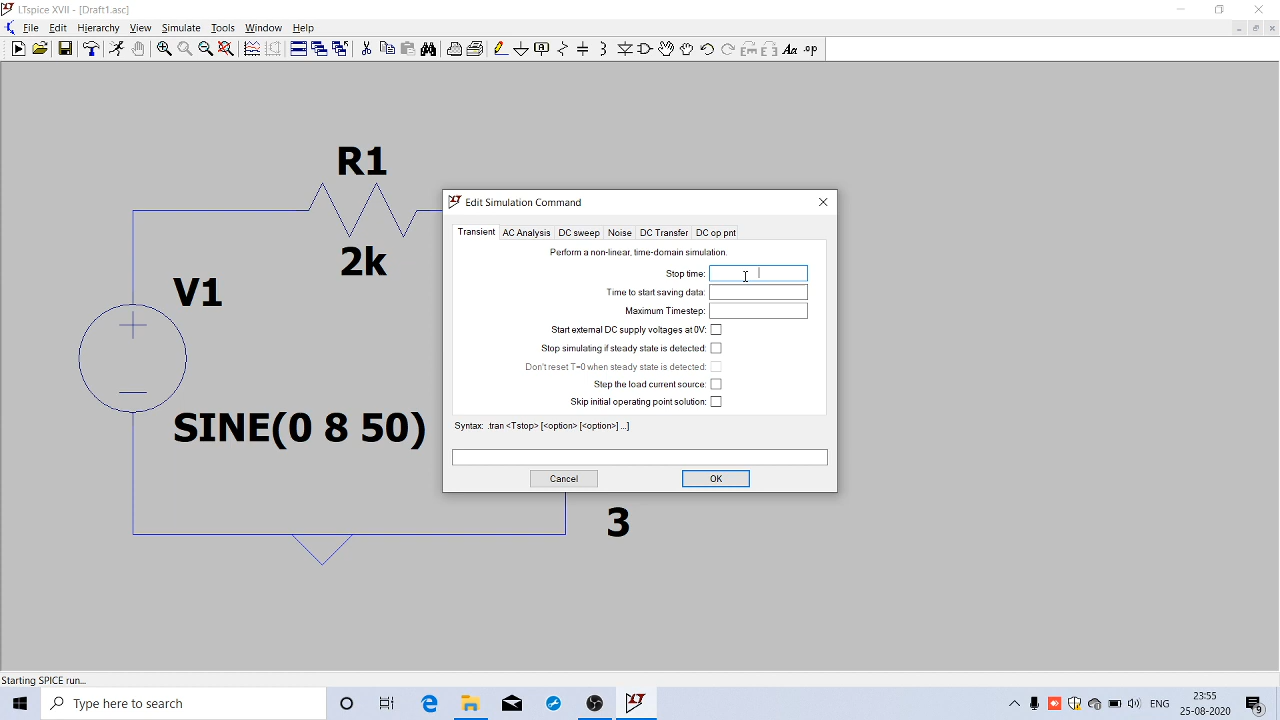 LTspice XVII - [Draft1.asc]
File Edit Hierarchy View Simulate Tools Window Help
Aa .op
R1
2k
V1
SINE(0 8 50)
3
Edit Simulation Command
Transient AC Analysis DC sweep Noise DC Transfer DC op pnt
Perform a non-linear, time-domain simulation.
Stop time:
Time to start saving data:
Maximum Timestep:
Start external DC supply voltages at 0V:
Stop simulating if steady state is detected:
Don't reset T=0 when steady state is detected:
Step the load current source:
Skip initial operating point solution:
Syntax: .tran <Tstop> [<option> [<option>] ...]
Cancel OK
Starting SPICE run...
Type here to search
ENG
23:55
25-08-2020
9